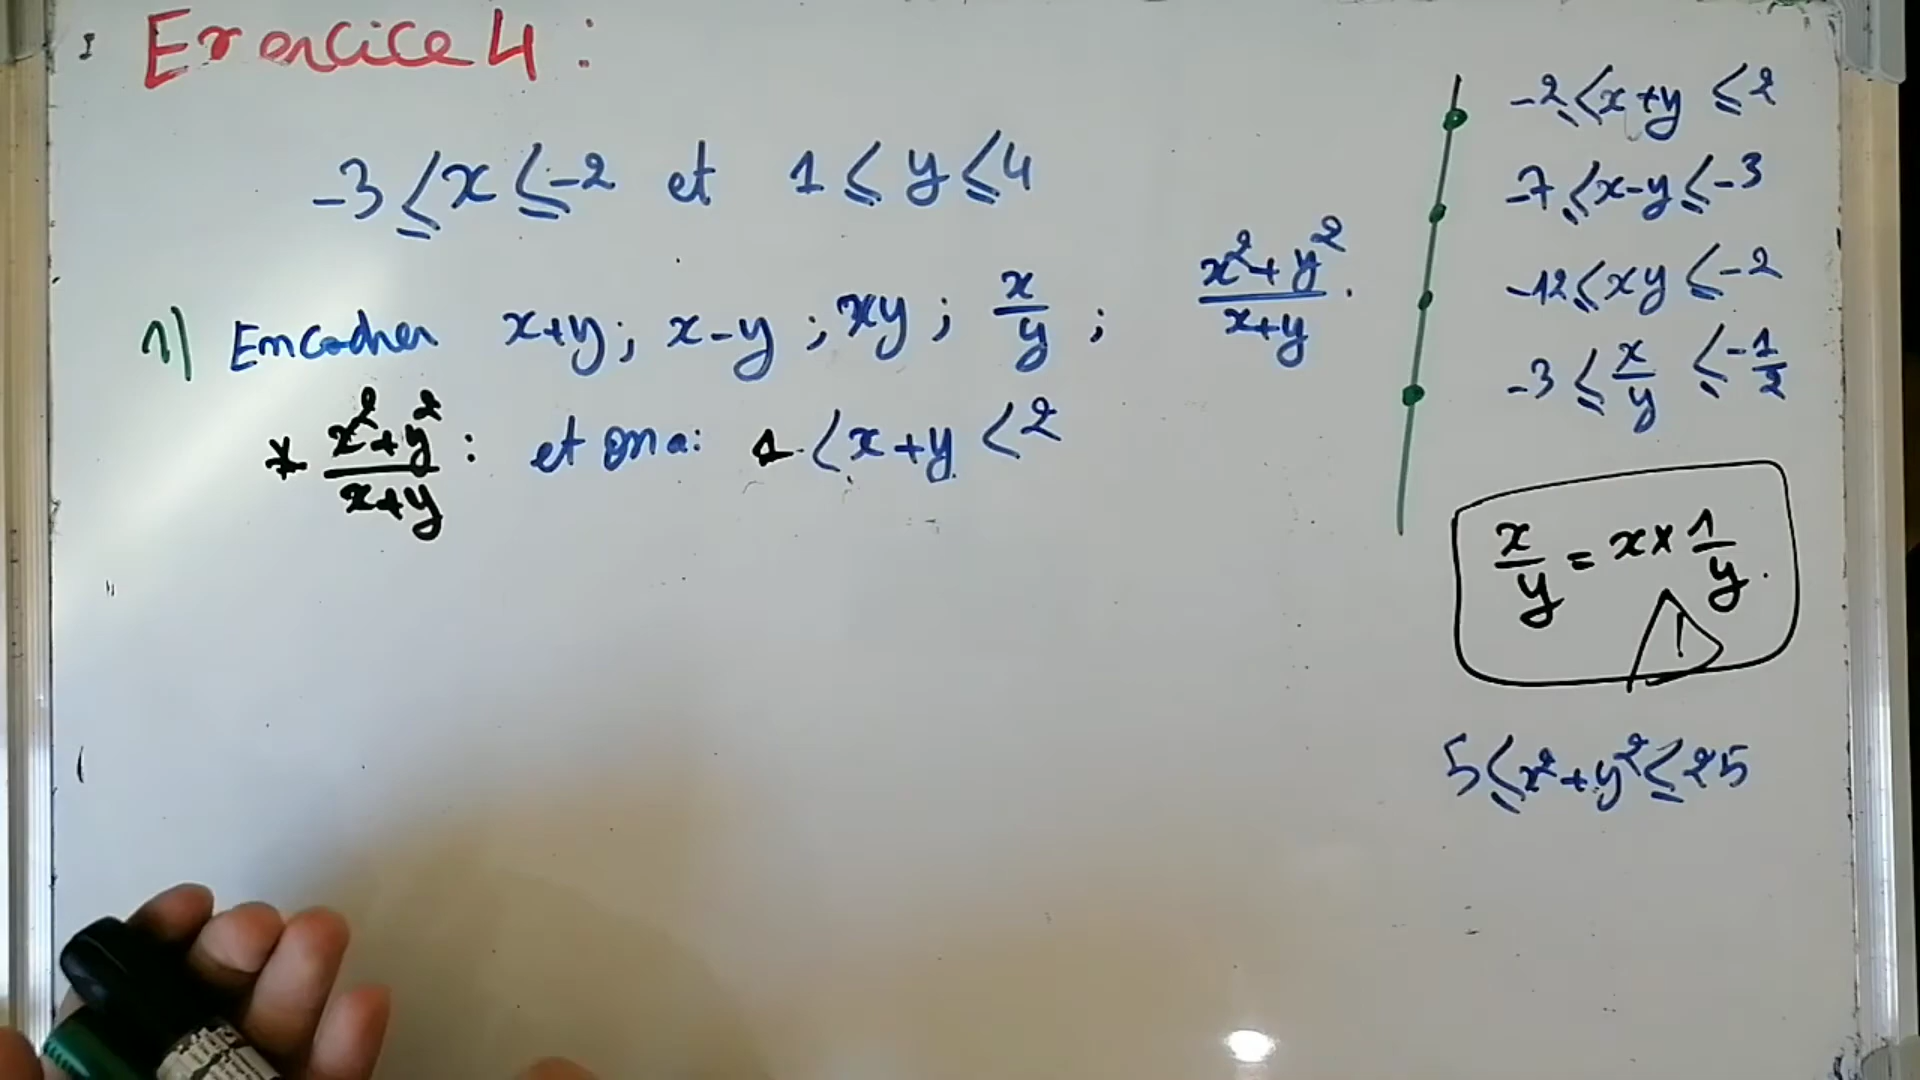 Exercice 4 :
-3 ≤ x ≤ -2 et 1 ≤ y ≤ 4
1) Encadrer x+y ; x-y ; xy ; x/y ; (x²+y²)/(x+y) .
* (x²+y²)/(x+y) : et on a : 1 < x+y < 2
-2 ≤ x+y ≤ 2
-7 ≤ x-y ≤ -3
-12 ≤ xy ≤ -2
-3 ≤ x/y ≤ -1/2
x/y = x × 1/y .
!
5 ≤ x²+y² ≤ 25